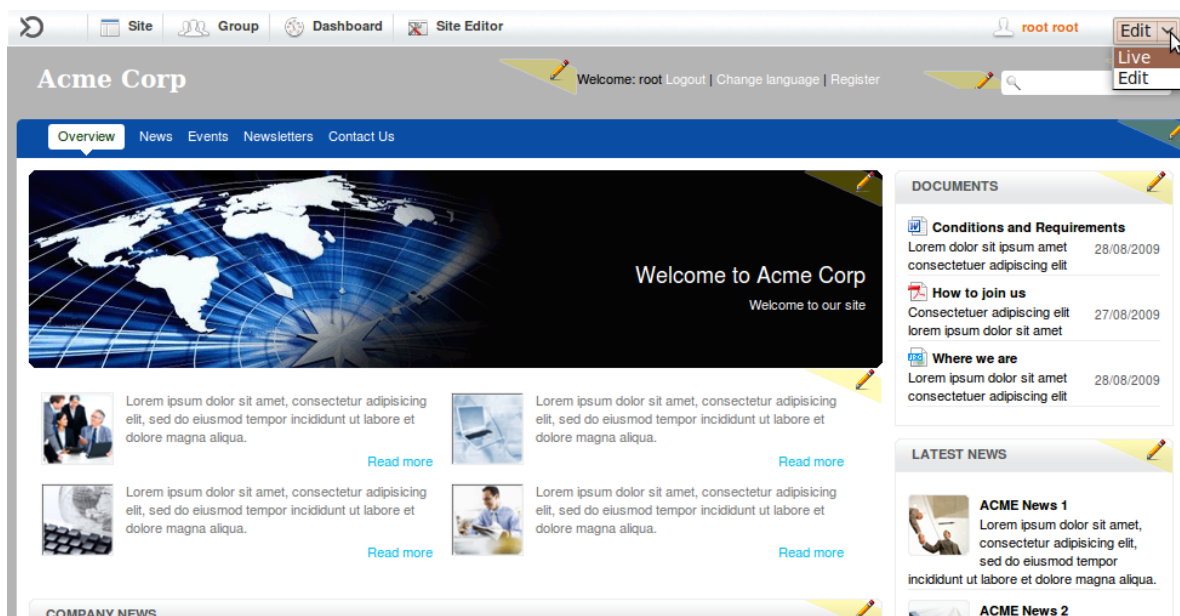 Site Group Dashboard Site Editor root root Edit
Live
Edit
Acme Corp
Welcome: root Logout | Change language | Register
Overview News Events Newsletters Contact Us
Welcome to Acme Corp
Welcome to our site
Lorem ipsum dolor sit amet, consectetur adipisicing
elit, sed do eiusmod tempor incididunt ut labore et
dolore magna aliqua.
Read more
Lorem ipsum dolor sit amet, consectetur adipisicing
elit, sed do eiusmod tempor incididunt ut labore et
dolore magna aliqua.
Read more
Lorem ipsum dolor sit amet, consectetur adipisicing
elit, sed do eiusmod tempor incididunt ut labore et
dolore magna aliqua.
Read more
Lorem ipsum dolor sit amet, consectetur adipisicing
elit, sed do eiusmod tempor incididunt ut labore et
dolore magna aliqua.
Read more
COMPANY NEWS
DOCUMENTS
Conditions and Requirements
Lorem dolor sit ipsum amet
consectetuer adipiscing elit
28/08/2009
How to join us
Consectetuer adipiscing elit
lorem ipsum dolor sit amet
27/08/2009
Where we are
Lorem ipsum dolor sit amet
consectetuer adipiscing elit
28/08/2009
LATEST NEWS
ACME News 1
Lorem ipsum dolor sit amet,
consectetur adipisicing elit,
sed do eiusmod tempor
incididunt ut labore et dolore magna aliqua.
ACME News 2